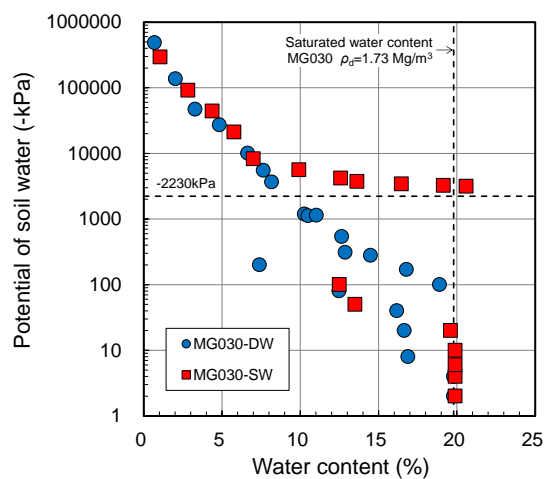 Potential of soil water (-kPa)
1000000
100000
10000
1000
100
10
1
Saturated water content
MG030 ρd=1.73 Mg/m³
-2230kPa
MG030-DW
MG030-SW
0
5
10
15
20
25
Water content (%)